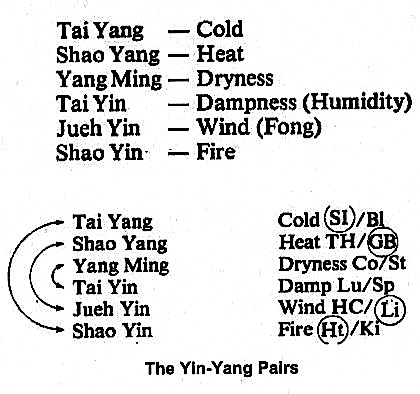 Tai Yang — Cold
Shao Yang — Heat
Yang Ming — Dryness
Tai Yin — Dampness (Humidity)
Jueh Yin — Wind (Fong)
Shao Yin — Fire
Tai Yang Cold SI/Bl
Shao Yang Heat TH/GB
Yang Ming Dryness Co/St
Tai Yin Damp Lu/Sp
Jueh Yin Wind HC/Li
Shao Yin Fire Ht/Ki
The Yin-Yang Pairs